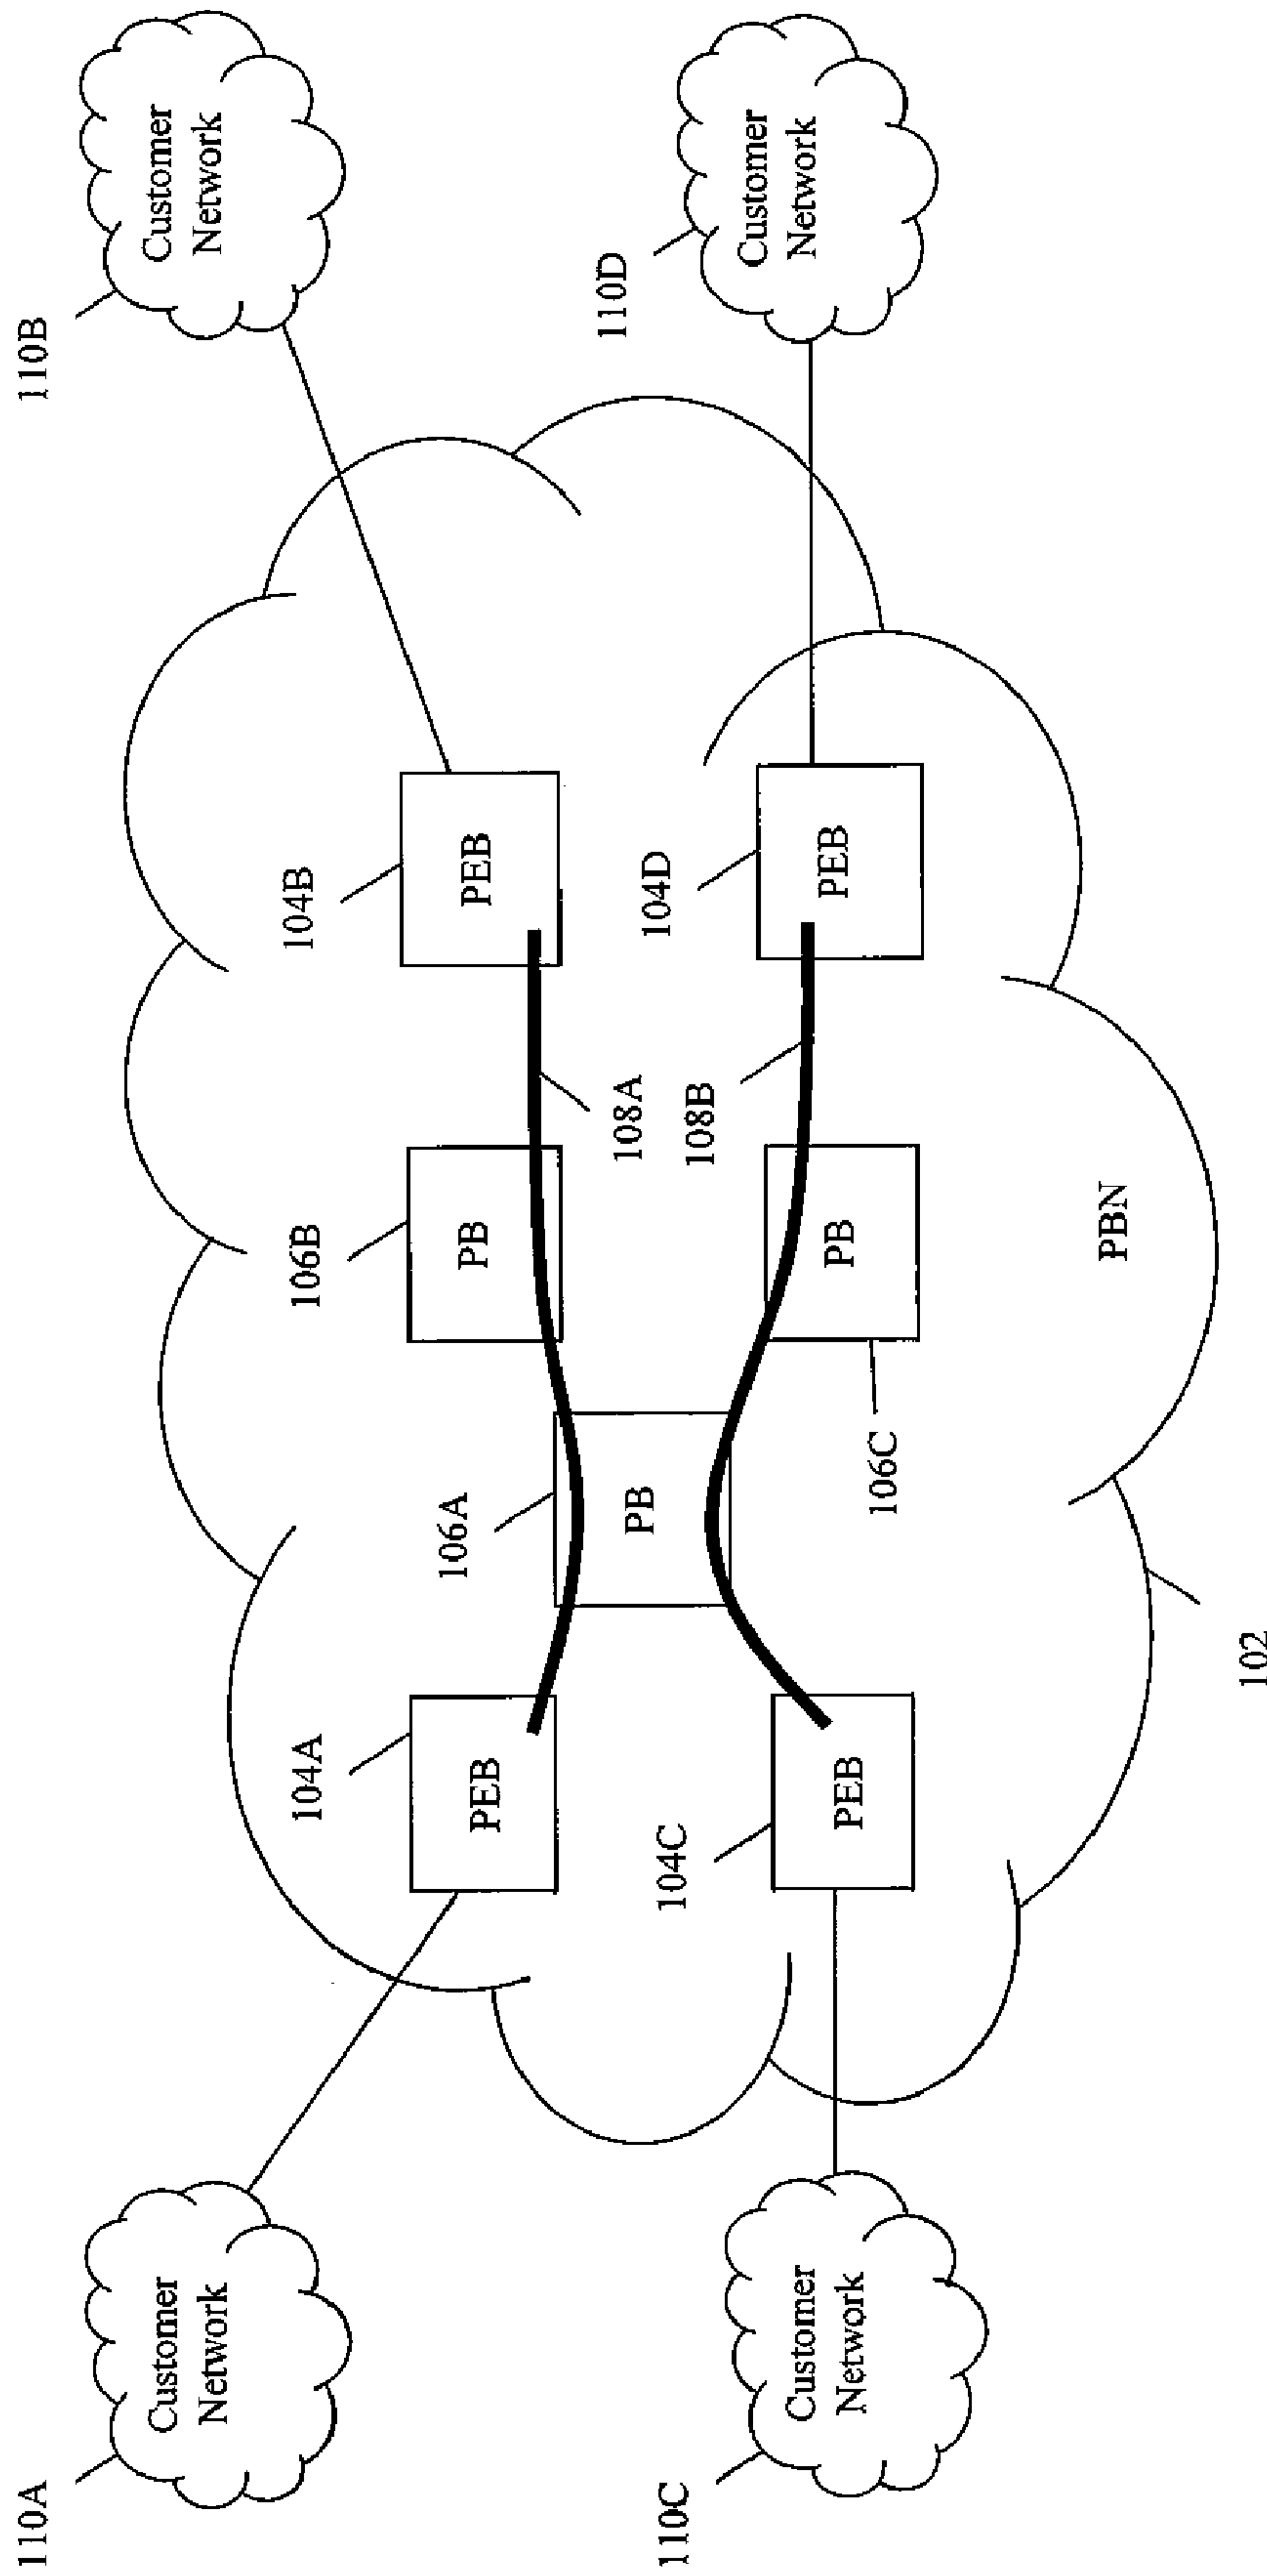 110A
Customer
Network
110B
Customer
Network
104A
PEB
106A
PB
106B
PB
104B
PEB
108A
110C
Customer
Network
110D
Customer
Network
104C
PEB
108B
106C
PB
104D
PEB
PBN
102